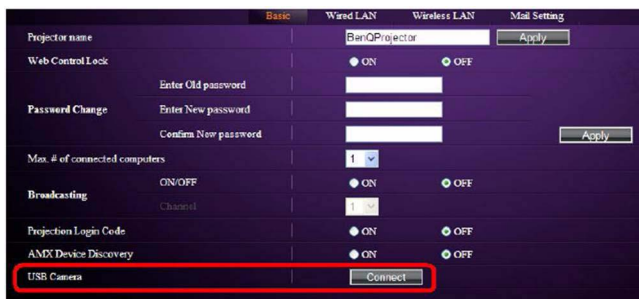 Basic Wired LAN Wireless LAN Mail Setting
Projector name BenQProjector Apply
Web Control Lock ON OFF
Enter Old password
Password Change Enter New password
Confirm New password Apply
Max. # of connected computers 1
ON/OFF ON OFF
Broadcasting
Channel 1
Projection Login Code ON OFF
AMX Device Discovery ON OFF
USB Camera Connect